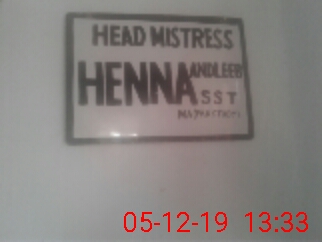 HEAD MISTRESS
HENNA ANDLEEB
SST
05-12-19 13:33